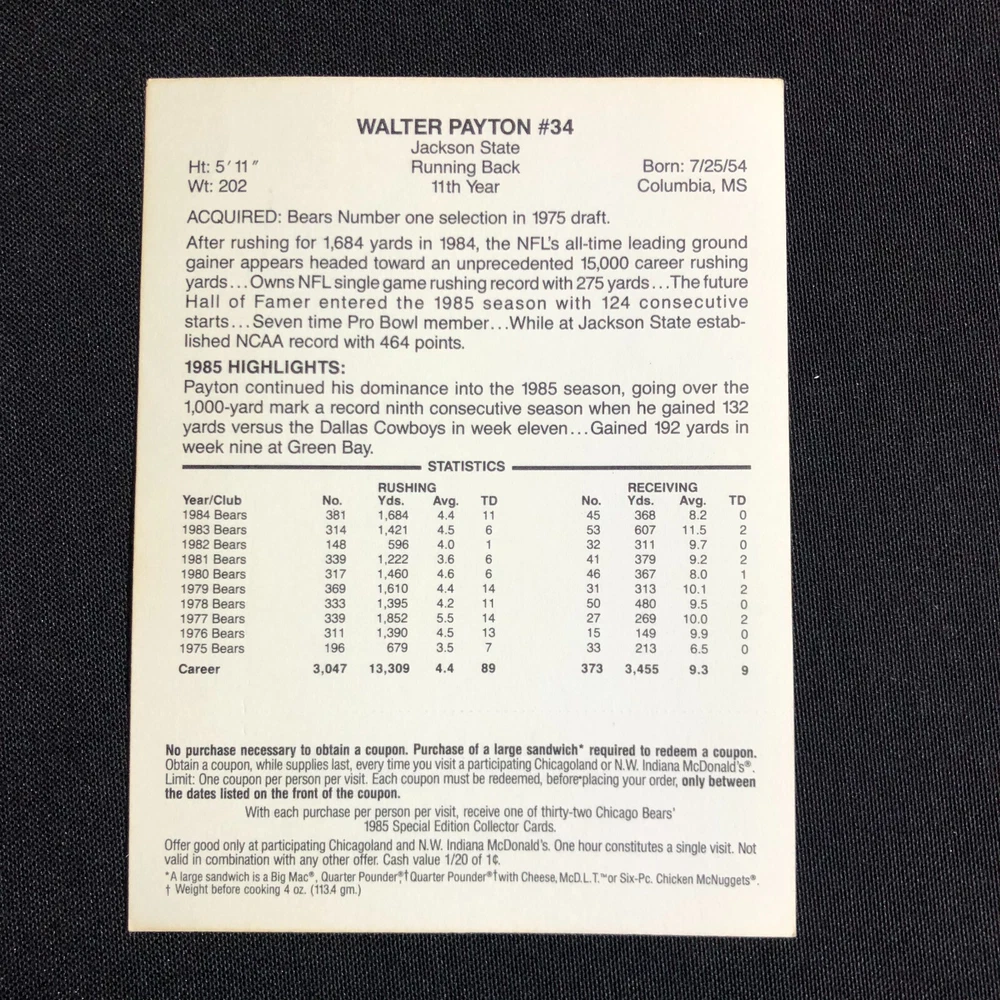 WALTER PAYTON #34
Jackson State
Ht: 5' 11" Running Back Born: 7/25/54
Wt: 202 11th Year Columbia, MS
ACQUIRED: Bears Number one selection in 1975 draft.
After rushing for 1,684 yards in 1984, the NFL's all-time leading ground
gainer appears headed toward an unprecedented 15,000 career rushing
yards...Owns NFL single game rushing record with 275 yards...The future
Hall of Famer entered the 1985 season with 124 consecutive
starts...Seven time Pro Bowl member...While at Jackson State estab-
lished NCAA record with 464 points.
1985 HIGHLIGHTS:
Payton continued his dominance into the 1985 season, going over the
1,000-yard mark a record ninth consecutive season when he gained 132
yards versus the Dallas Cowboys in week eleven...Gained 192 yards in
week nine at Green Bay.
STATISTICS
RUSHING RECEIVING
Year/Club No. Yds. Avg. TD No. Yds. Avg. TD
1984 Bears 381 1,684 4.4 11 45 368 8.2 0
1983 Bears 314 1,421 4.5 6 53 607 11.5 2
1982 Bears 148 596 4.0 1 32 311 9.7 0
1981 Bears 339 1,222 3.6 6 41 379 9.2 2
1980 Bears 317 1,460 4.6 6 46 367 8.0 1
1979 Bears 369 1,610 4.4 14 31 313 10.1 2
1978 Bears 333 1,395 4.2 11 50 480 9.5 0
1977 Bears 339 1,852 5.5 14 27 269 10.0 2
1976 Bears 311 1,390 4.5 13 15 149 9.9 0
1975 Bears 196 679 3.5 7 33 213 6.5 0
Career 3,047 13,309 4.4 89 373 3,455 9.3 9
No purchase necessary to obtain a coupon. Purchase of a large sandwich* required to redeem a coupon.
Obtain a coupon, while supplies last, every time you visit a participating Chicagoland or N.W. Indiana McDonald's®.
Limit: One coupon per person per visit. Each coupon must be redeemed, before placing your order, only between
the dates listed on the front of the coupon.
With each purchase per person per visit, receive one of thirty-two Chicago Bears'
1985 Special Edition Collector Cards.
Offer good only at participating Chicagoland and N.W. Indiana McDonald's. One hour constitutes a single visit. Not
valid in combination with any other offer. Cash value 1/20 of 1¢.
*A large sandwich is a Big Mac®, Quarter Pounder®,† Quarter Pounder®† with Cheese, McD.L.T.™ or Six-Pc. Chicken McNuggets®.
† Weight before cooking 4 oz. (113.4 gm.)